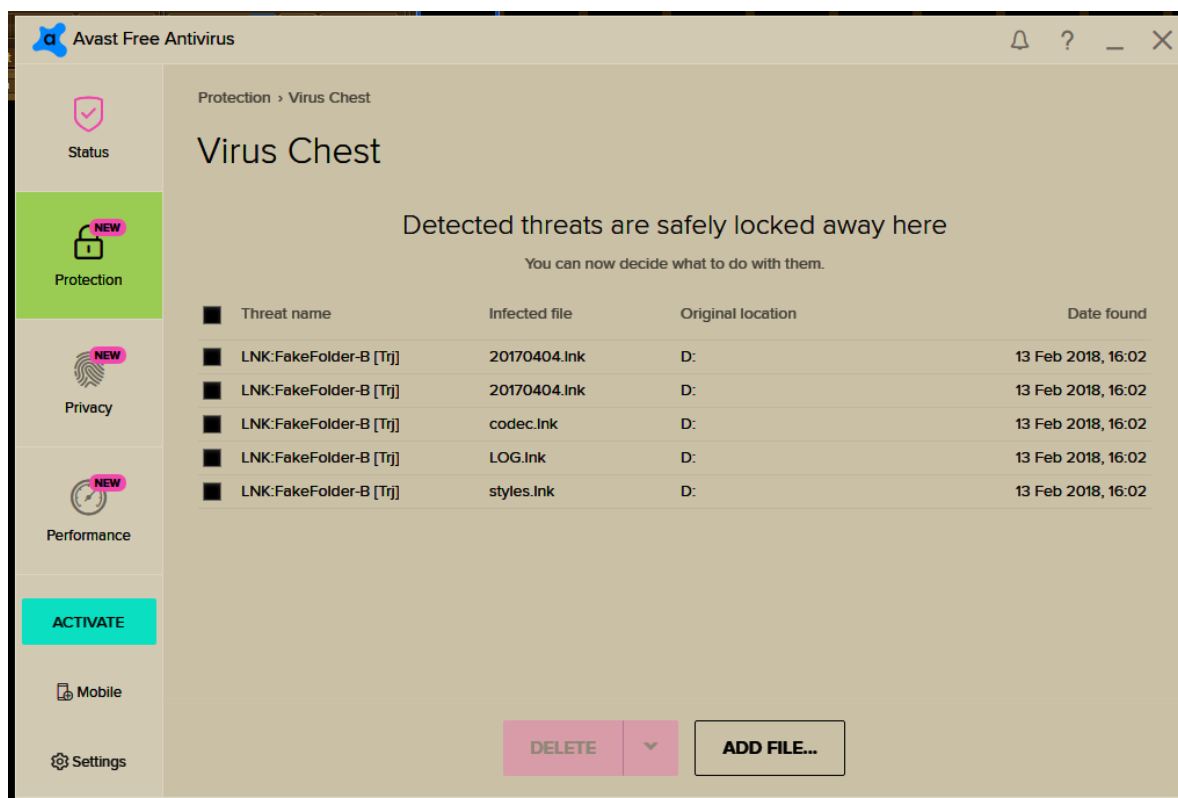 Avast Free Antivirus
?
Status
NEW
Protection
NEW
Privacy
NEW
Performance
ACTIVATE
Mobile
Settings
Protection › Virus Chest
Virus Chest
Detected threats are safely locked away here
You can now decide what to do with them.
Threat name Infected file Original location Date found
LNK:FakeFolder-B [Trj] 20170404.lnk D: 13 Feb 2018, 16:02
LNK:FakeFolder-B [Trj] 20170404.lnk D: 13 Feb 2018, 16:02
LNK:FakeFolder-B [Trj] codec.lnk D: 13 Feb 2018, 16:02
LNK:FakeFolder-B [Trj] LOG.lnk D: 13 Feb 2018, 16:02
LNK:FakeFolder-B [Trj] styles.lnk D: 13 Feb 2018, 16:02
DELETE ADD FILE...